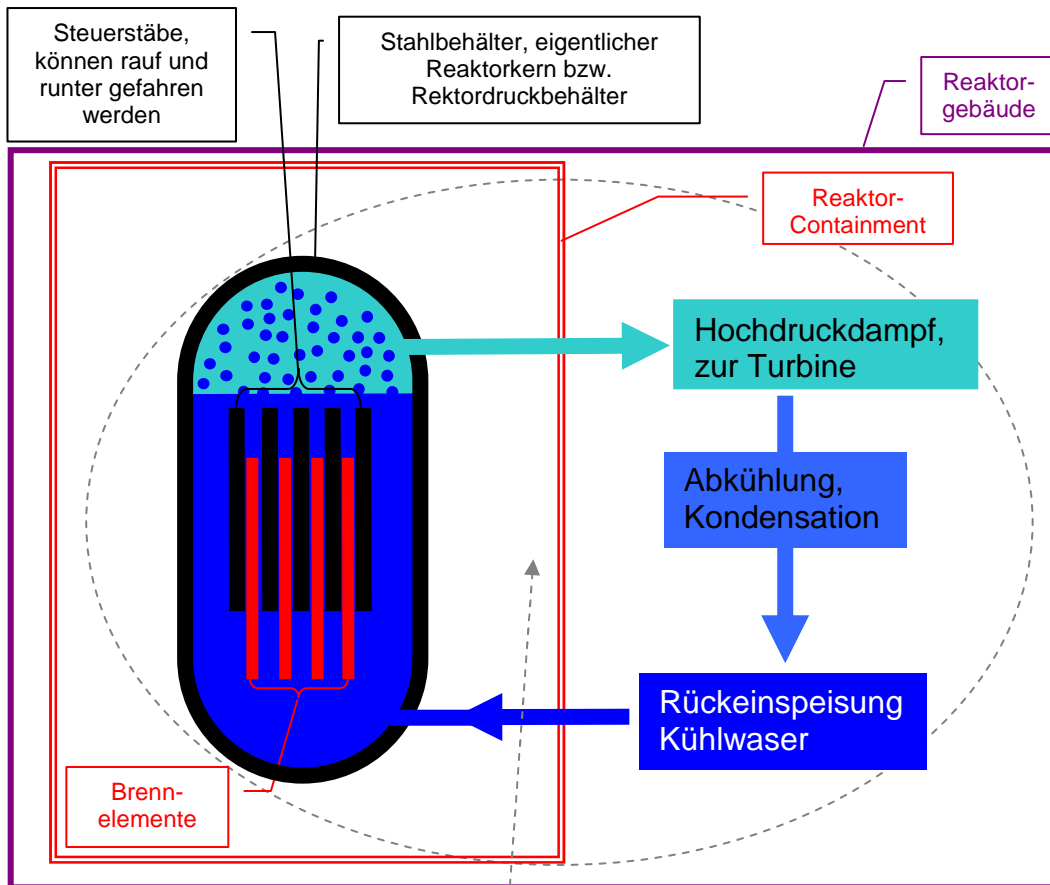 Steuerstäbe,
können rauf und
runter gefahren
werden
Stahlbehälter, eigentlicher
Reaktorkern bzw.
Rektordruckbehälter
Reaktor-
gebäude
Reaktor-
Containment
Hochdruckdampf,
zur Turbine
Abkühlung,
Kondensation
Rückeinspeisung
Kühlwaser
Brenn-
elemente